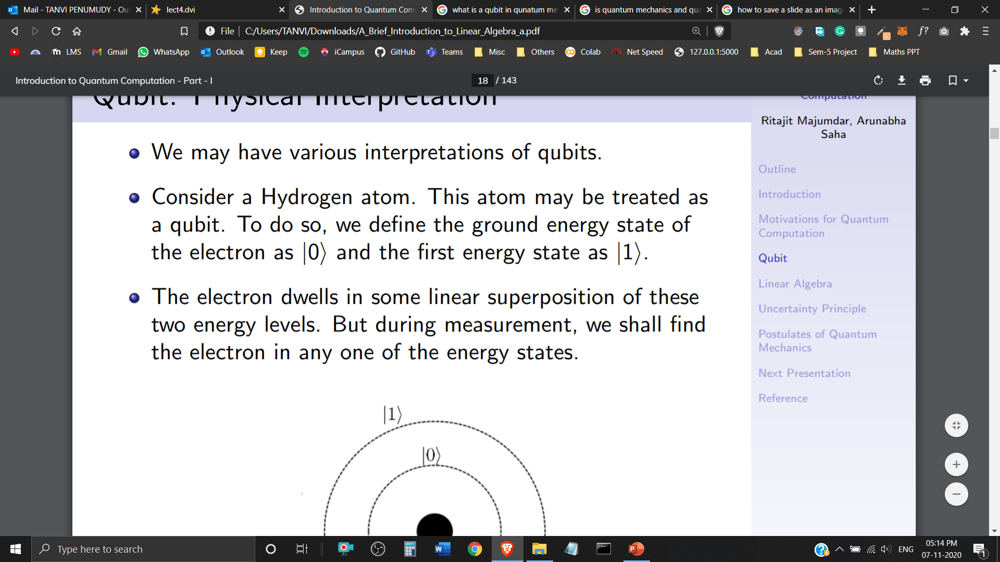 Mail - TANVI PENUMUDY - Ou
lect4.dvi
Introduction to Quantum Com
what is a qubit in qunatum me
is quantum mechanics and qua
how to save a slide as an imag
File C:/Users/TANVI/Downloads/A_Brief_Introduction_to_Linear_Algebra_a.pdf
LMS Gmail WhatsApp Outlook Keep iCampus GitHub Teams Misc Others Colab Net Speed 127.0.0.1:5000 Acad Sem-5 Project Maths PPT
Introduction to Quantum Computation - Part - I
18 / 143
Qubit: Physical Interpretation
We may have various interpretations of qubits.
Consider a Hydrogen atom. This atom may be treated as
a qubit. To do so, we define the ground energy state of
the electron as |0⟩ and the first energy state as |1⟩.
The electron dwells in some linear superposition of these
two energy levels. But during measurement, we shall find
the electron in any one of the energy states.
|1⟩
|0⟩
Computation
Ritajit Majumdar, Arunabha
Saha
Outline
Introduction
Motivations for Quantum
Computation
Qubit
Linear Algebra
Uncertainty Principle
Postulates of Quantum
Mechanics
Next Presentation
Reference
Type here to search
ENG
05:14 PM
07-11-2020
1